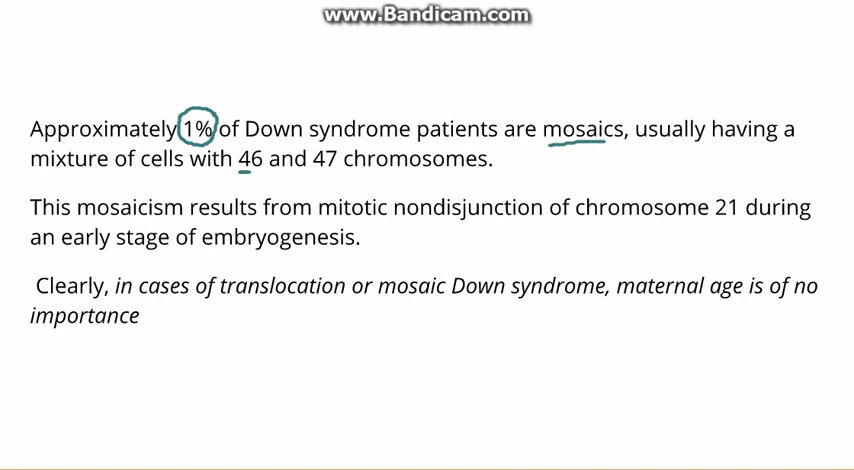 www.Bandicam.com
Approximately 1% of Down syndrome patients are mosaics, usually having a
mixture of cells with 46 and 47 chromosomes.
This mosaicism results from mitotic nondisjunction of chromosome 21 during
an early stage of embryogenesis.
Clearly, in cases of translocation or mosaic Down syndrome, maternal age is of no
importance